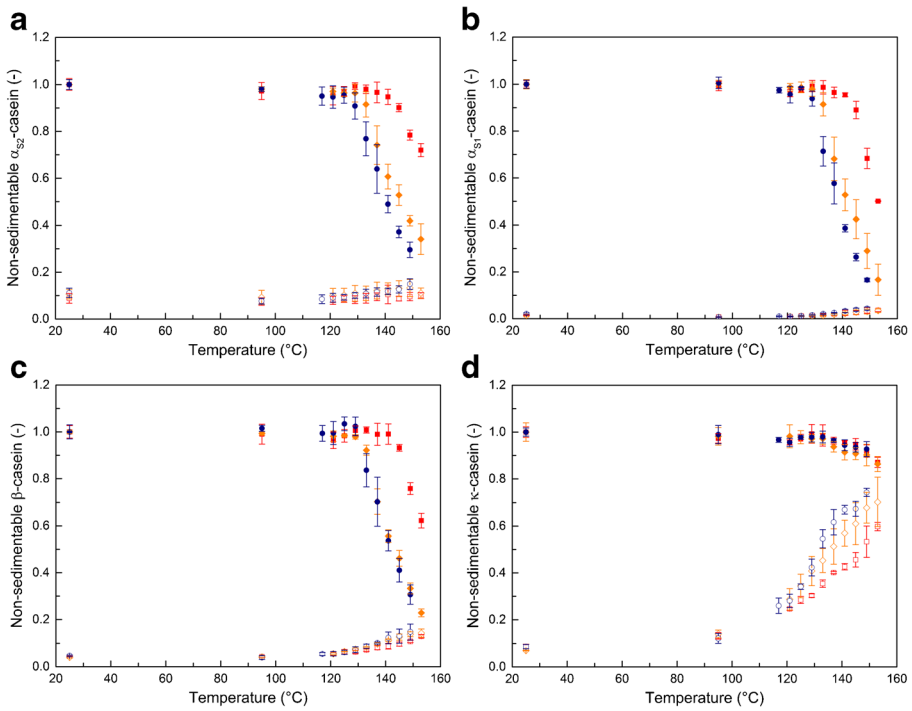 a
1.2
1.0
0.8
0.6
0.4
0.2
0.0
20 40 60 80 100 120 140 160
Non-sedimentable αS2-casein (-)
Temperature (°C)
b
1.2
1.0
0.8
0.6
0.4
0.2
0.0
20 40 60 80 100 120 140 160
Non-sedimentable αS1-casein (-)
Temperature (°C)
c
1.2
1.0
0.8
0.6
0.4
0.2
0.0
20 40 60 80 100 120 140 160
Non-sedimentable β-casein (-)
Temperature (°C)
d
1.2
1.0
0.8
0.6
0.4
0.2
0.0
20 40 60 80 100 120 140 160
Non-sedimentable κ-casein (-)
Temperature (°C)